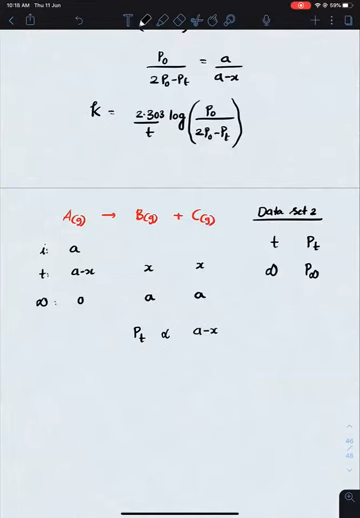 10:18 AM Thu 11 Jun
59%
P₀ / (2P₀-Pt) = a / (a-x)
k = 2.303/t log (P₀ / (2P₀-Pt))
A(g) → B(g) + C(g) Data set 2
i: a t Pt
t: a-x x x ∞ P∞
∞: 0 a a
Pt ∝ a-x
46
/
48